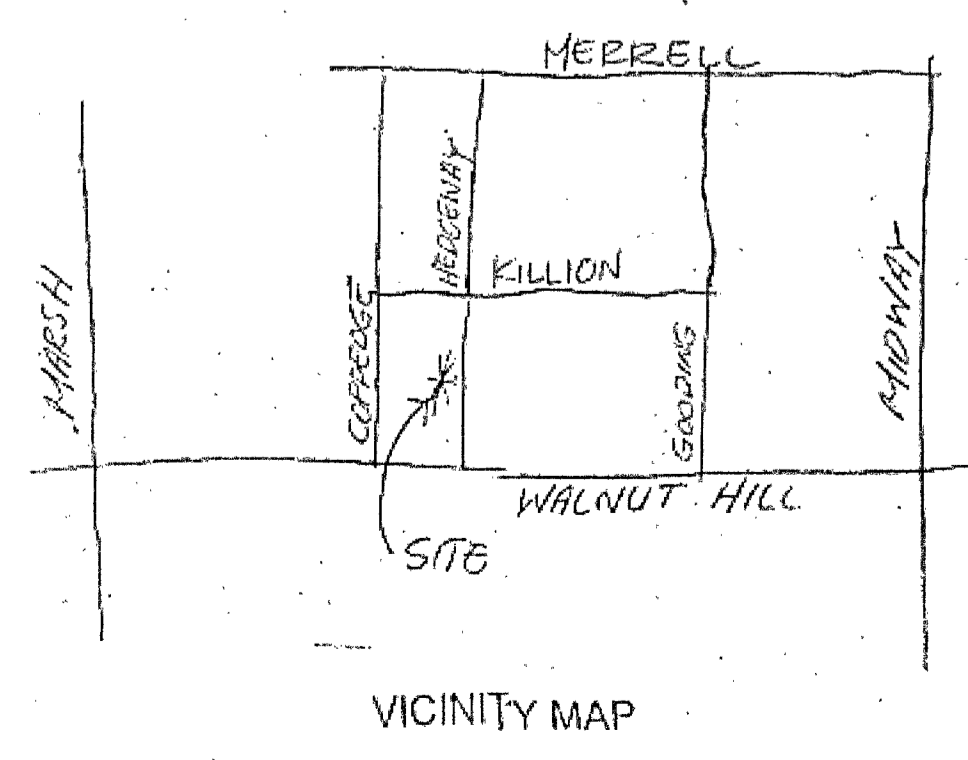 MERRELL
HEDGEWAY
KILLION
MARSH
COPPEDGE
GOODING
MIDWAY
WALNUT HILL
SITE
VICINITY MAP